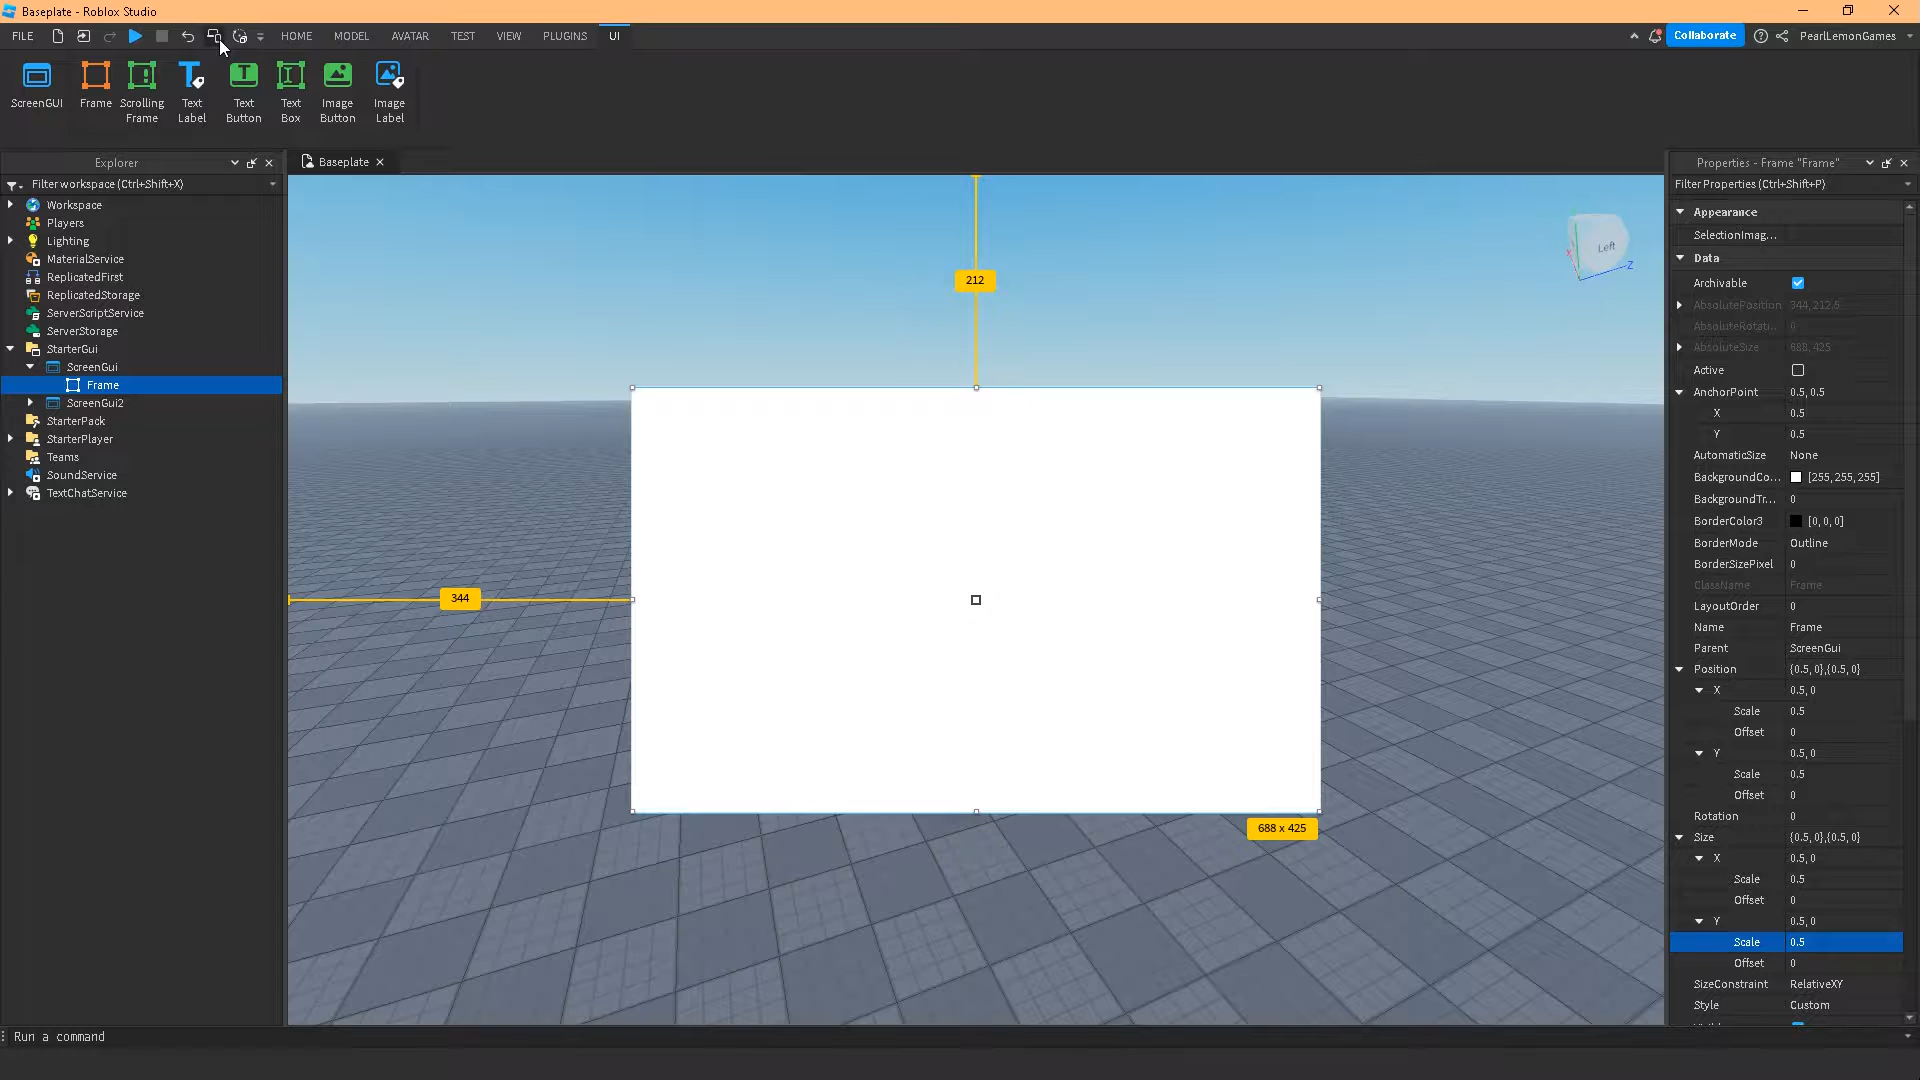 Baseplate - Roblox Studio
FILE HOME MODEL AVATAR TEST VIEW PLUGINS UI Collaborate PearlLemonGames
ScreenGUI
Frame
Scrolling Frame
Text Label
Text Button
Text Box
Image Button
Image Label
Explorer
Filter workspace (Ctrl+Shift+X)
Workspace
Players
Lighting
MaterialService
ReplicatedFirst
ReplicatedStorage
ServerScriptService
ServerStorage
StarterGui
ScreenGui
Frame
ScreenGui2
StarterPack
StarterPlayer
Teams
SoundService
TextChatService
Baseplate
212
344
688 x 425
Left
Z
Properties - Frame "Frame"
Filter Properties (Ctrl+Shift+P)
Appearance
SelectionImag...
Data
Archivable
AbsolutePosition 344, 212.5
AbsoluteRotati... 0
AbsoluteSize 688, 425
Active
AnchorPoint 0.5, 0.5
X 0.5
Y 0.5
AutomaticSize None
BackgroundCo... [255, 255, 255]
BackgroundTr... 0
BorderColor3 [0, 0, 0]
BorderMode Outline
BorderSizePixel 0
ClassName Frame
LayoutOrder 0
Name Frame
Parent ScreenGui
Position {0.5, 0},{0.5, 0}
X 0.5, 0
Scale 0.5
Offset 0
Y 0.5, 0
Scale 0.5
Offset 0
Rotation 0
Size {0.5, 0},{0.5, 0}
X 0.5, 0
Scale 0.5
Offset 0
Y 0.5, 0
Scale 0.5
Offset 0
SizeConstraint RelativeXY
Style Custom
Run a command